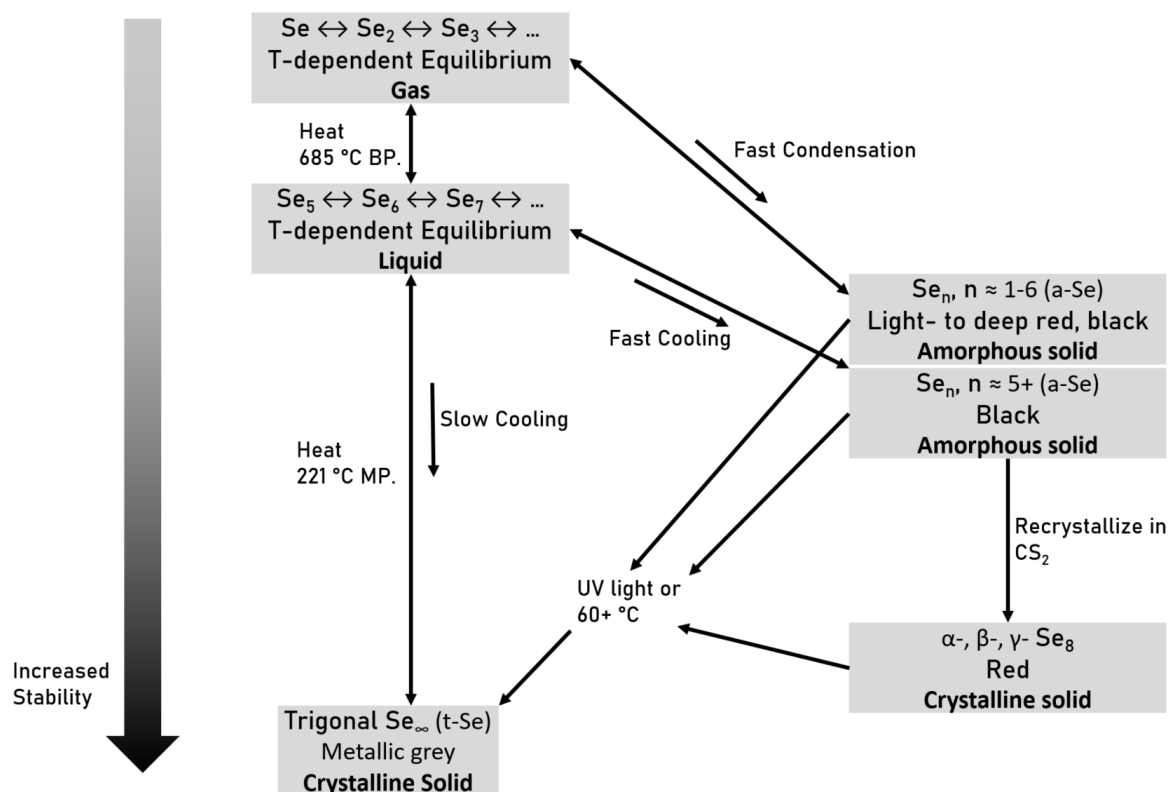 Se ↔ Se₂ ↔ Se₃ ↔ ...
T-dependent Equilibrium
Gas
Heat
685 °C BP.
Fast Condensation
Se₅ ↔ Se₆ ↔ Se₇ ↔ ...
T-dependent Equilibrium
Liquid
Fast Cooling
Seₙ, n ≈ 1-6 (a-Se)
Light- to deep red, black
Amorphous solid
Seₙ, n ≈ 5+ (a-Se)
Black
Amorphous solid
Slow Cooling
Heat
221 °C MP.
Recrystallize in
CS₂
UV light or
60+ °C
α-, β-, γ- Se₈
Red
Crystalline solid
Increased
Stability
Trigonal Se∞ (t-Se)
Metallic grey
Crystalline Solid